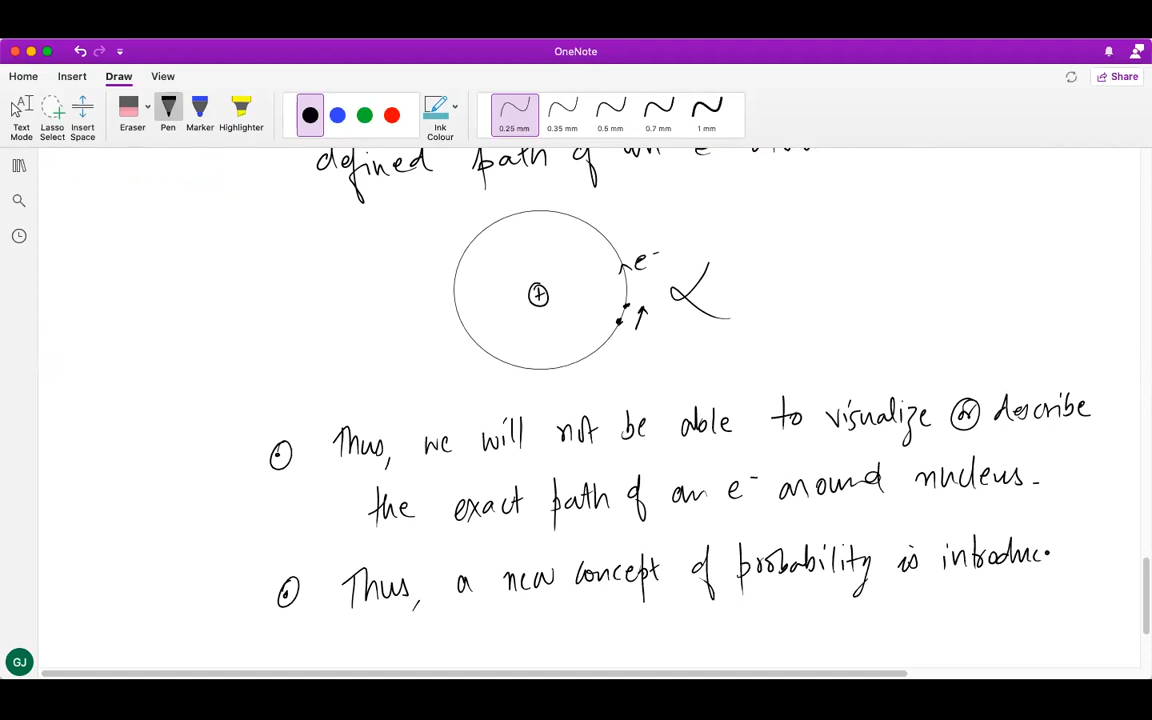 OneNote
Home Insert Draw View
Share
Text Mode
Lasso Select
Insert Space
Eraser
Pen
Marker
Highlighter
Ink Colour
0.25 mm
0.35 mm
0.5 mm
0.7 mm
1 mm
defined path of an e-
e-
+
Thus, we will not be able to visualize or describe
the exact path of an e- around nucleus.
Thus, a new concept of probability is introduc
GJ